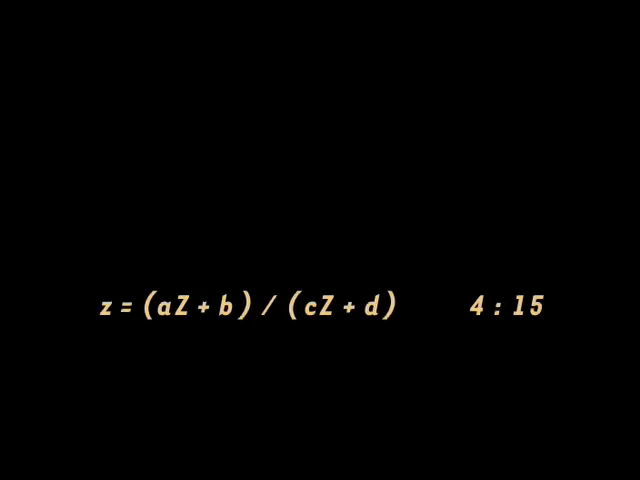 z = (aZ + b) / (cZ + d) 4 : 15